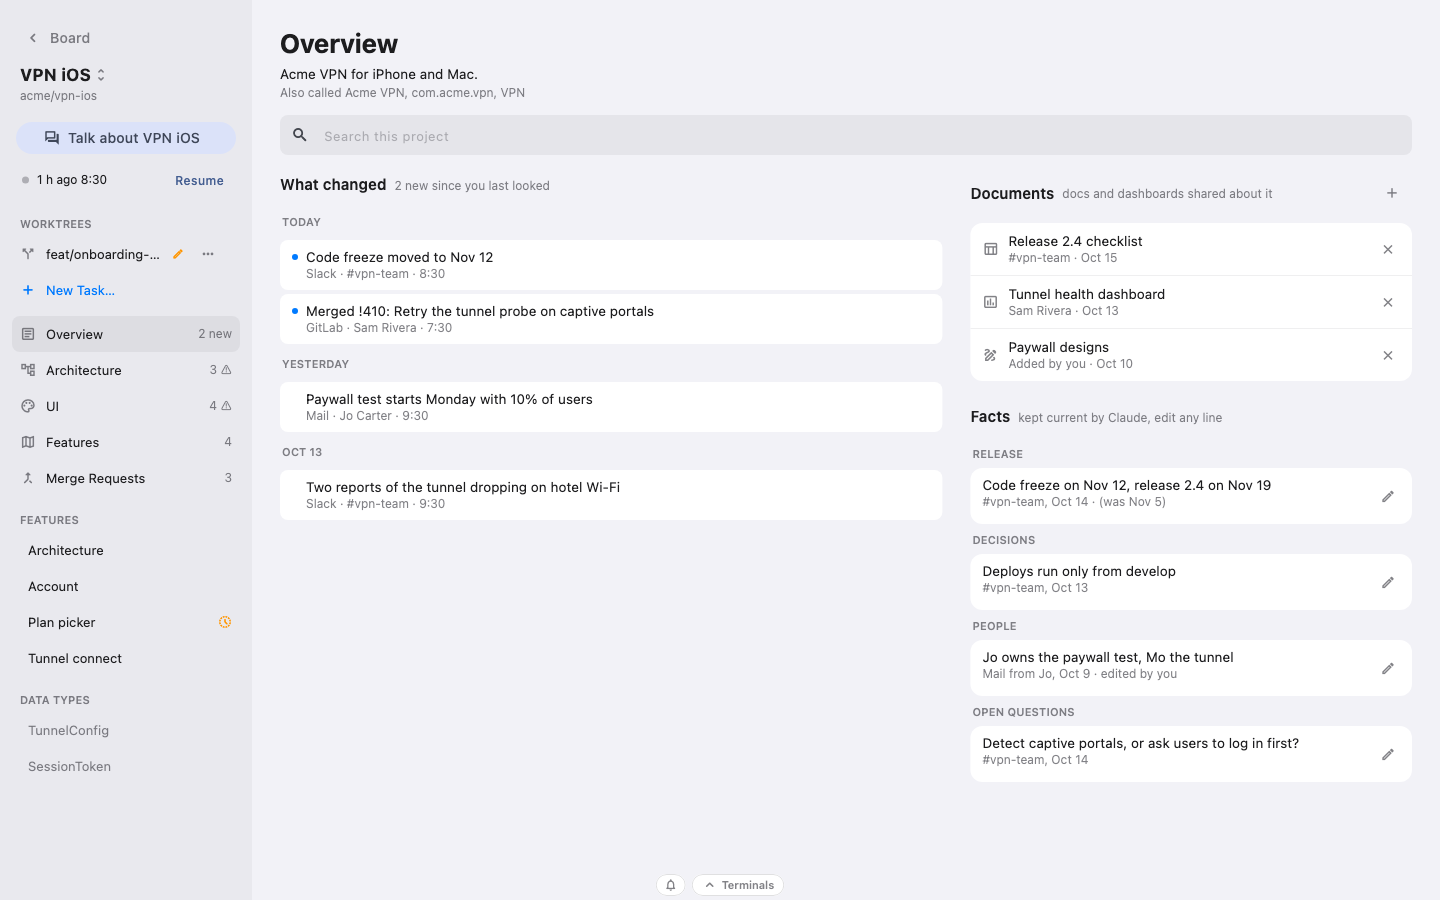 Board
VPN iOS
acme/vpn-ios
Talk about VPN iOS
1 h ago 8:30 Resume
WORKTREES
feat/onboarding-...
New Task...
Overview 2 new
Architecture 3
UI 4
Features 4
Merge Requests 3
FEATURES
Architecture
Account
Plan picker
Tunnel connect
DATA TYPES
TunnelConfig
SessionToken
Overview
Acme VPN for iPhone and Mac.
Also called Acme VPN, com.acme.vpn, VPN
Search this project
What changed 2 new since you last looked
TODAY
Code freeze moved to Nov 12
Slack · #vpn-team · 8:30
Merged !410: Retry the tunnel probe on captive portals
GitLab · Sam Rivera · 7:30
YESTERDAY
Paywall test starts Monday with 10% of users
Mail · Jo Carter · 9:30
OCT 13
Two reports of the tunnel dropping on hotel Wi-Fi
Slack · #vpn-team · 9:30
Documents docs and dashboards shared about it
Release 2.4 checklist
#vpn-team · Oct 15
Tunnel health dashboard
Sam Rivera · Oct 13
Paywall designs
Added by you · Oct 10
Facts kept current by Claude, edit any line
RELEASE
Code freeze on Nov 12, release 2.4 on Nov 19
#vpn-team, Oct 14 · (was Nov 5)
DECISIONS
Deploys run only from develop
#vpn-team, Oct 13
PEOPLE
Jo owns the paywall test, Mo the tunnel
Mail from Jo, Oct 9 · edited by you
OPEN QUESTIONS
Detect captive portals, or ask users to log in first?
#vpn-team, Oct 14
Terminals